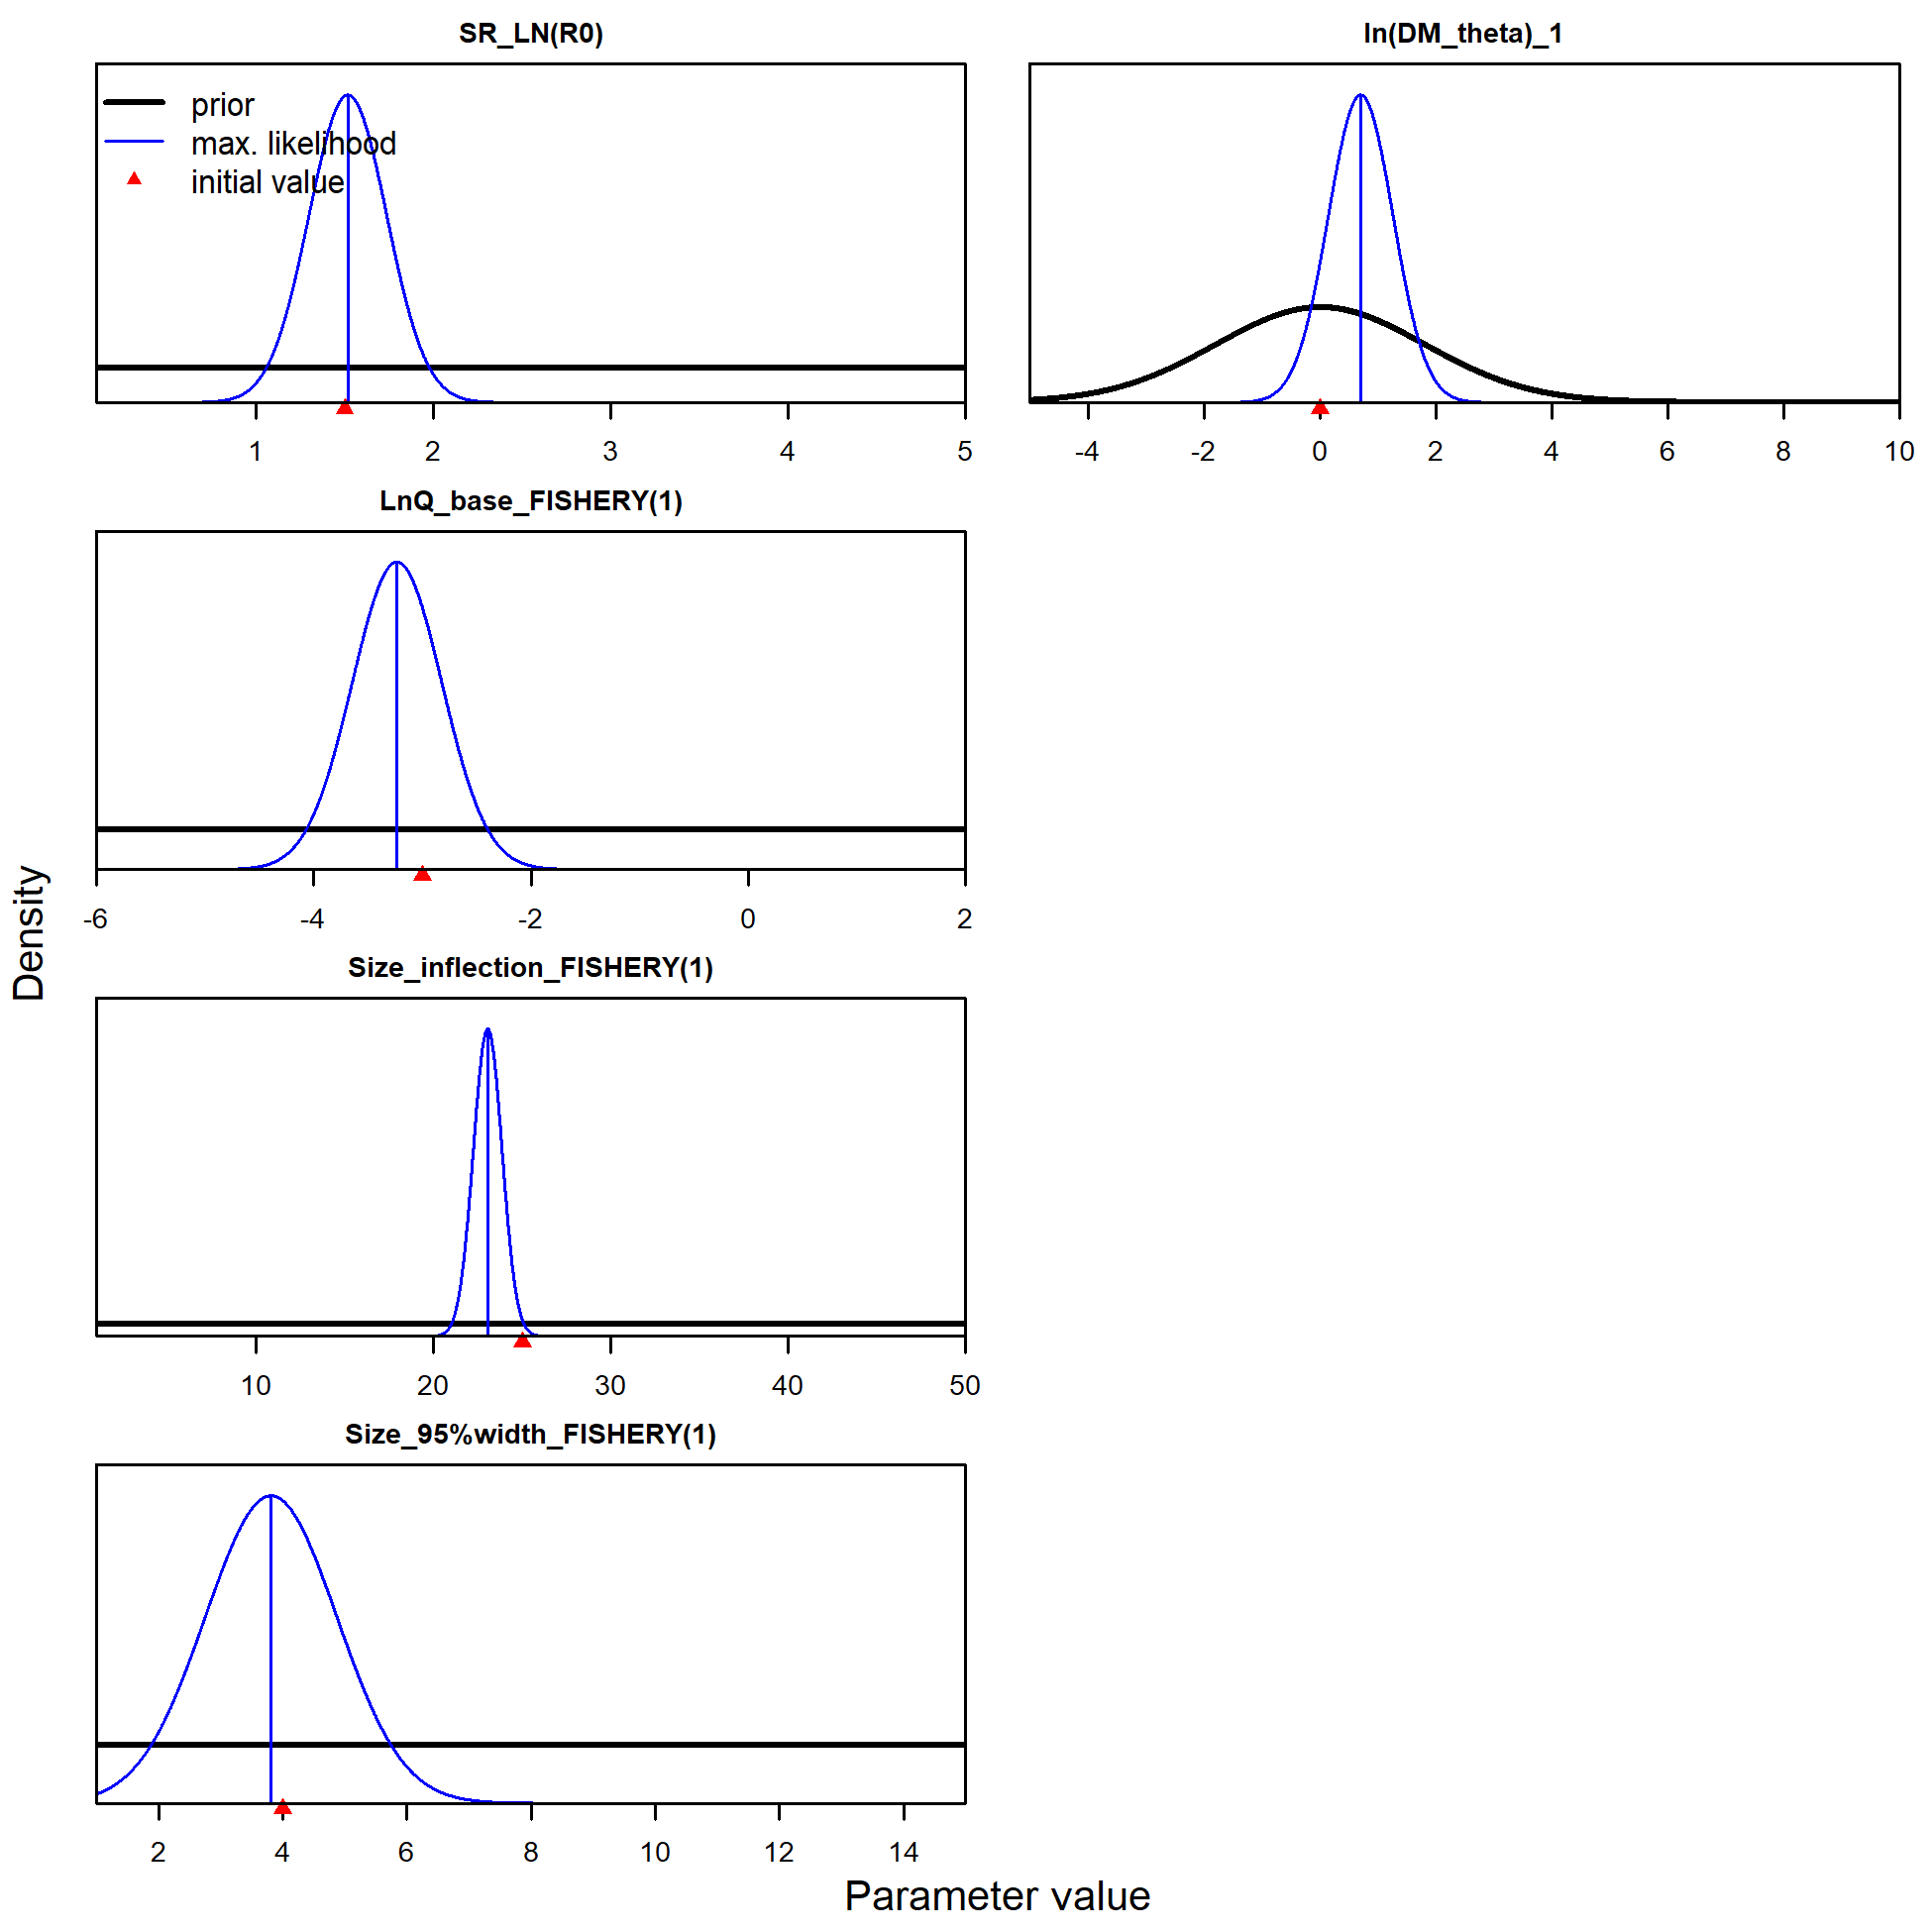 SR_LN(R0)
prior
max. likelihood
initial value
1 2 3 4 5
ln(DM_theta)_1
-4 -2 0 2 4 6 8 10
LnQ_base_FISHERY(1)
-6 -4 -2 0 2
Size_inflection_FISHERY(1)
10 20 30 40 50
Size_95%width_FISHERY(1)
2 4 6 8 10 12 14
Density
Parameter value